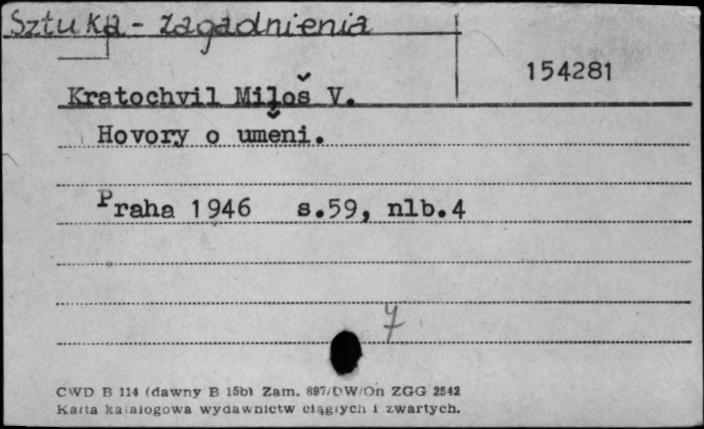 Sztuka - zagadnienia
154281
Kratochvil Miloš V.
Hovory o uměni.
Praha 1946 s.59, nlb.4
7
CWD B 114 (dawny B 15b) Zam. 897/DW/On ZGG 2542
Karta katalogowa wydawnictw ciągłych i zwartych.